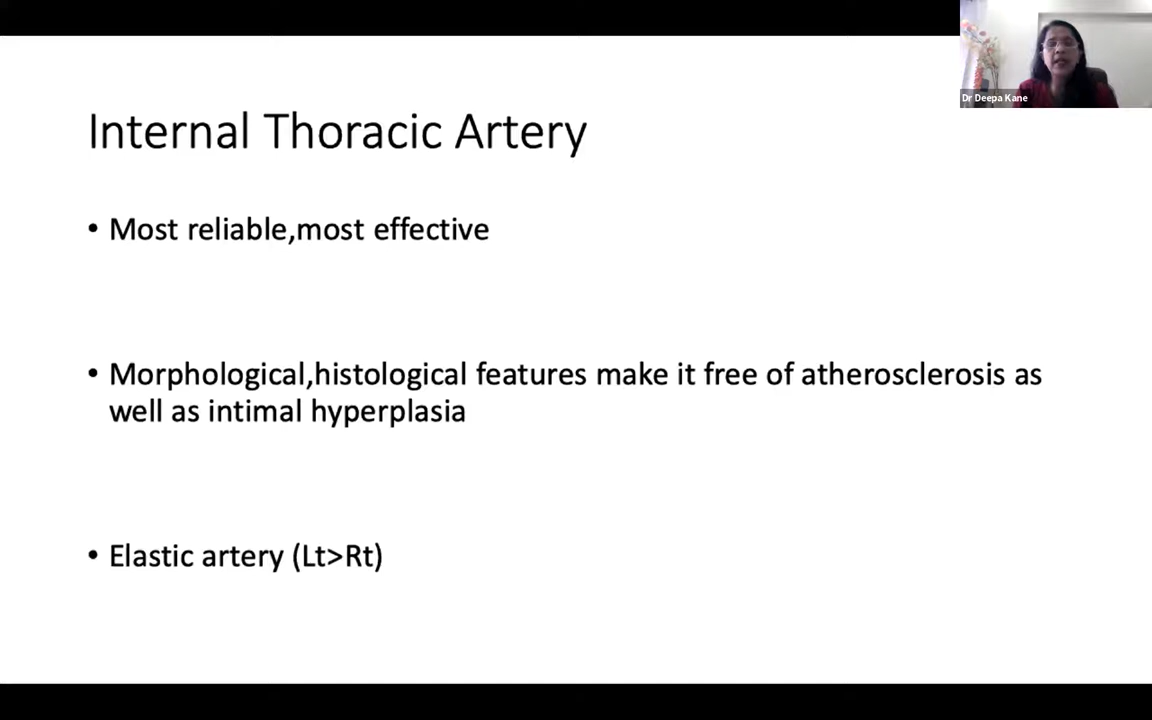 Dr Deepa Kane
Internal Thoracic Artery
• Most reliable,most effective
• Morphological,histological features make it free of atherosclerosis as
well as intimal hyperplasia
• Elastic artery (Lt>Rt)